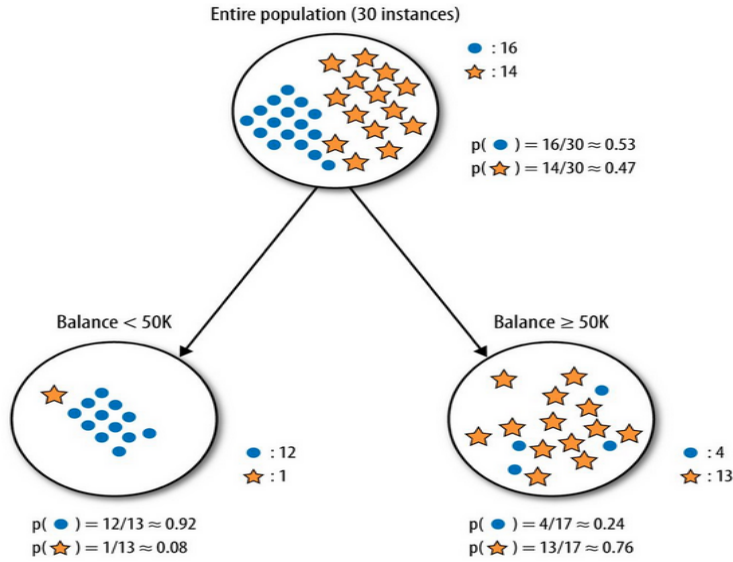 Entire population (30 instances)
: 16
: 14
p( ) = 16/30 ≈ 0.53
p( ) = 14/30 ≈ 0.47
Balance < 50K
Balance ≥ 50K
: 12
: 1
: 4
: 13
p( ) = 12/13 ≈ 0.92
p( ) = 1/13 ≈ 0.08
p( ) = 4/17 ≈ 0.24
p( ) = 13/17 ≈ 0.76